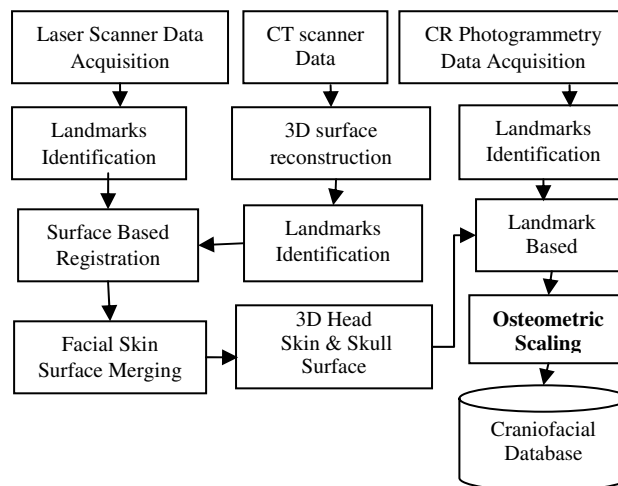 Laser Scanner Data
Acquisition
CT scanner
Data
CR Photogrammetry
Data Acquisition
Landmarks
Identification
3D surface
reconstruction
Landmarks
Identification
Surface Based
Registration
Landmarks
Identification
Landmark
Based
Facial Skin
Surface Merging
3D Head
Skin & Skull
Surface
Osteometric
Scaling
Craniofacial
Database